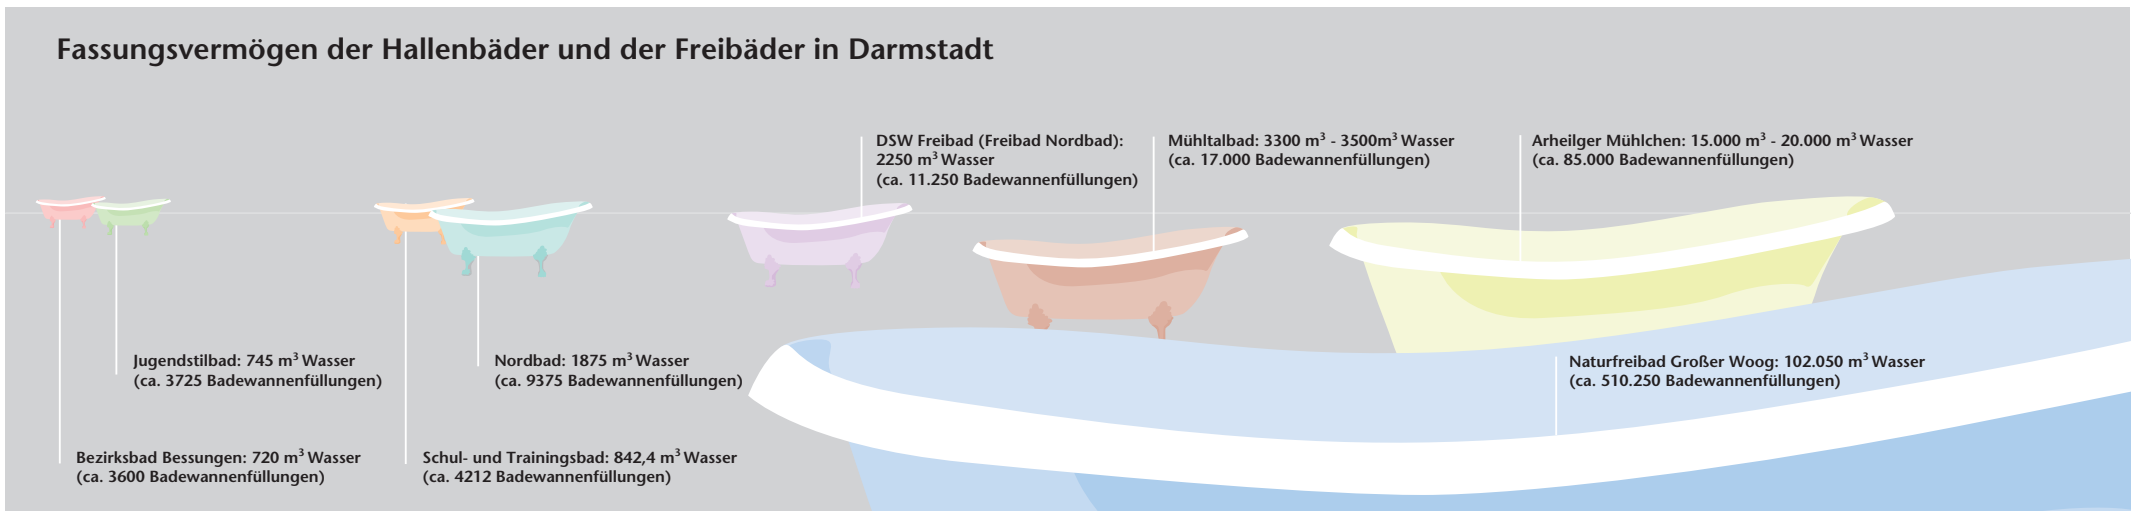 Fassungsvermögen der Hallenbäder und der Freibäder in Darmstadt
DSW Freibad (Freibad Nordbad):
2250 m³ Wasser
(ca. 11.250 Badewannenfüllungen)
Mühltalbad: 3300 m³ - 3500m³ Wasser
(ca. 17.000 Badewannenfüllungen)
Arheilger Mühlchen: 15.000 m³ - 20.000 m³ Wasser
(ca. 85.000 Badewannenfüllungen)
Jugendstilbad: 745 m³ Wasser
(ca. 3725 Badewannenfüllungen)
Nordbad: 1875 m³ Wasser
(ca. 9375 Badewannenfüllungen)
Naturfreibad Großer Woog: 102.050 m³ Wasser
(ca. 510.250 Badewannenfüllungen)
Bezirksbad Bessungen: 720 m³ Wasser
(ca. 3600 Badewannenfüllungen)
Schul- und Trainingsbad: 842,4 m³ Wasser
(ca. 4212 Badewannenfüllungen)